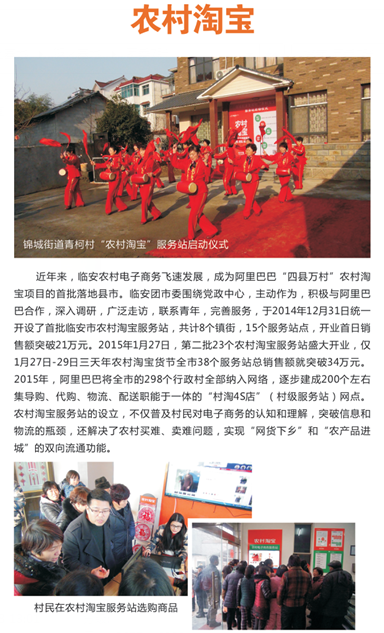 农村淘宝
农村
淘宝
锦城街道青柯村“农村淘宝”服务站启动仪式
近年来，临安农村电子商务飞速发展，成为阿里巴巴“四县万村”农村淘
宝项目的首批落地县市。临安团市委围绕党政中心，主动作为，积极与阿里巴
巴合作，深入调研，广泛走访，联系青年，完善服务，于2014年12月31日统一
开设了首批临安市农村淘宝服务站，共计8个镇街，15个服务站点，开业首日销
售额突破21万元。2015年1月27日，第二批23个农村淘宝服务站盛大开业，仅
1月27日-29日三天年农村淘宝货节全市38个服务站总销售额就突破34万元。
2015年，阿里巴巴将全市的298个行政村全部纳入网络，逐步建成200个左右
集导购、代购、物流、配送职能于一体的“村淘4S店”（村级服务站）网点。
农村淘宝服务站的设立，不仅普及村民对电子商务的认知和理解，突破信息和
物流的瓶颈，还解决了农村买难、卖难问题，实现“网货下乡”和“农产品进
城”的双向流通功能。
农村淘宝
村民在农村淘宝服务站选购商品